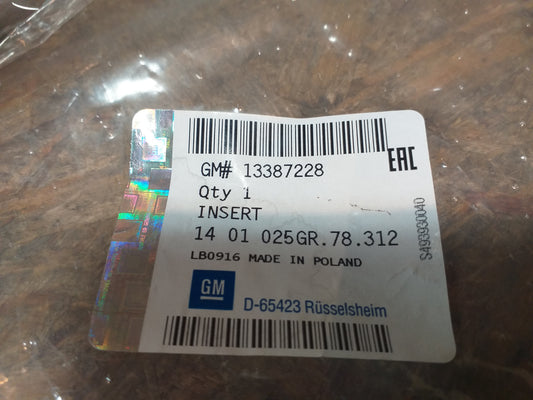 GM# 13387228
EAC
Qty 1
INSERT
14 01 025GR.78.312
LB0916 MADE IN POLAND
GM
D-65423 Rüsselsheim
S493930040